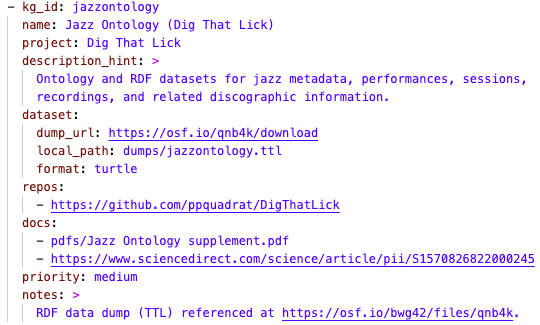 - kg_id: jazzontology
name: Jazz Ontology (Dig That Lick)
project: Dig That Lick
description_hint: >
Ontology and RDF datasets for jazz metadata, performances, sessions,
recordings, and related discographic information.
dataset:
dump_url: https://osf.io/qnb4k/download
local_path: dumps/jazzontology.ttl
format: turtle
repos:
- https://github.com/ppquadrat/DigThatLick
docs:
- pdfs/Jazz Ontology supplement.pdf
- https://www.sciencedirect.com/science/article/pii/S1570826822000245
priority: medium
notes: >
RDF data dump (TTL) referenced at https://osf.io/bwg42/files/qnb4k.